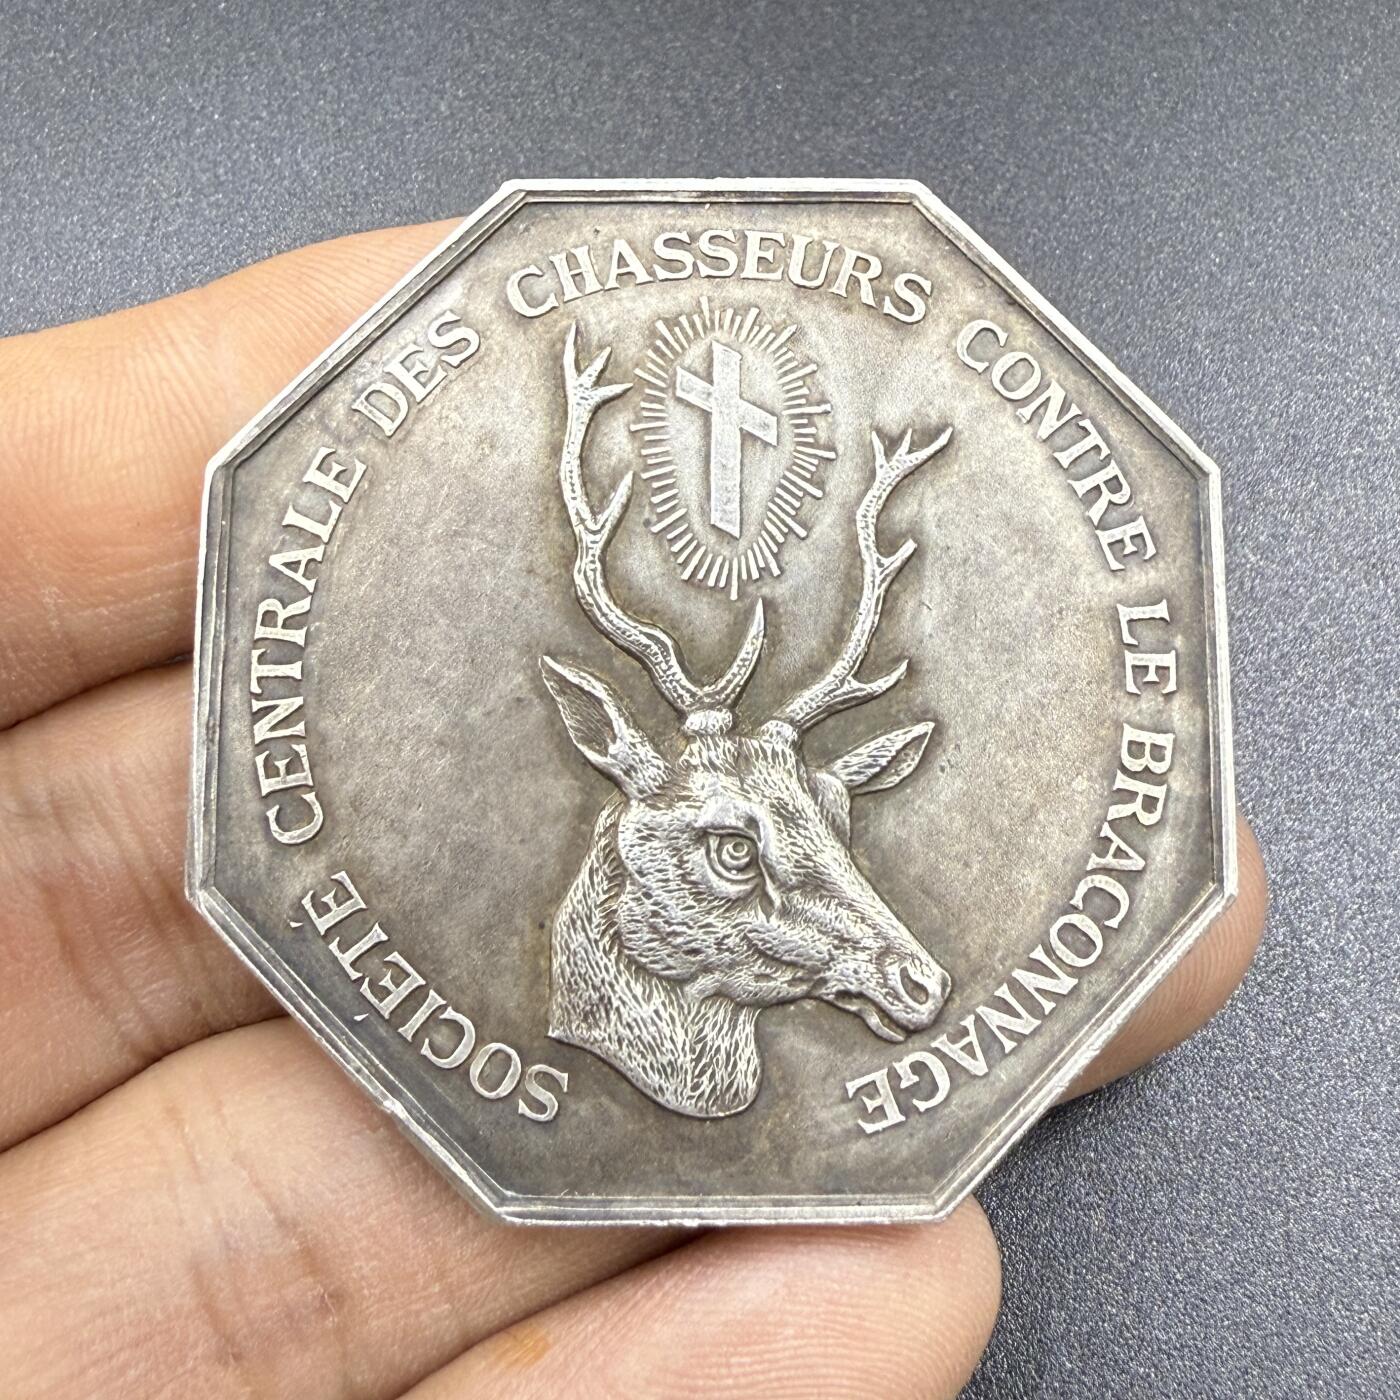 SOCIÉTÉ CENTRALE DES CHASSEURS CONTRE LE BRACONNAGE